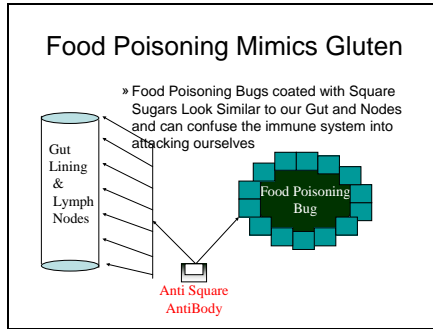 Food Poisoning Mimics Gluten
» Food Poisoning Bugs coated with Square
Sugars Look Similar to our Gut and Nodes
and can confuse the immune system into
attacking ourselves
Gut
Lining
&
Lymph
Nodes
Food Poisoning
Bug
Anti Square
AntiBody